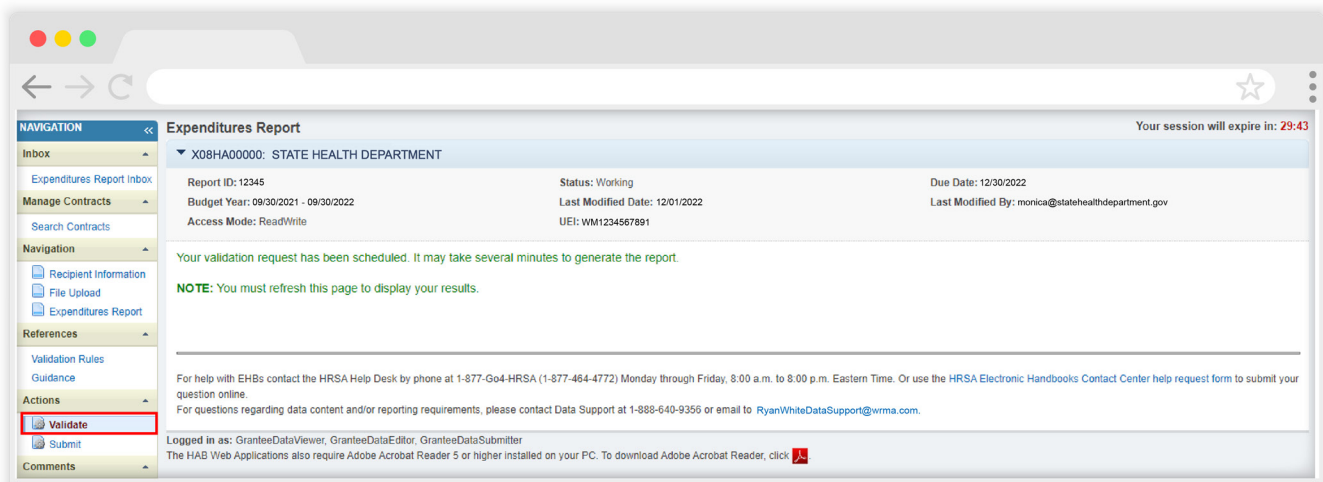 NAVIGATION «
Inbox
Expenditures Report Inbox
Manage Contracts
Search Contracts
Navigation
Recipient Information
File Upload
Expenditures Report
References
Validation Rules
Guidance
Actions
Validate
Submit
Comments
Expenditures Report
Your session will expire in: 29:43
X08HA00000: STATE HEALTH DEPARTMENT
Report ID: 12345 Status: Working Due Date: 12/30/2022
Budget Year: 09/30/2021 - 09/30/2022 Last Modified Date: 12/01/2022 Last Modified By: monica@statehealthdepartment.gov
Access Mode: ReadWrite UEI: WM1234567891
Your validation request has been scheduled. It may take several minutes to generate the report.
NOTE: You must refresh this page to display your results.
For help with EHBs contact the HRSA Help Desk by phone at 1-877-Go4-HRSA (1-877-464-4772) Monday through Friday, 8:00 a.m. to 8:00 p.m. Eastern Time. Or use the HRSA Electronic Handbooks Contact Center help request form to submit your
question online.
For questions regarding data content and/or reporting requirements, please contact Data Support at 1-888-640-9356 or email to RyanWhiteDataSupport@wrma.com.
Logged in as: GranteeDataViewer, GranteeDataEditor, GranteeDataSubmitter
The HAB Web Applications also require Adobe Acrobat Reader 5 or higher installed on your PC. To download Adobe Acrobat Reader, click .